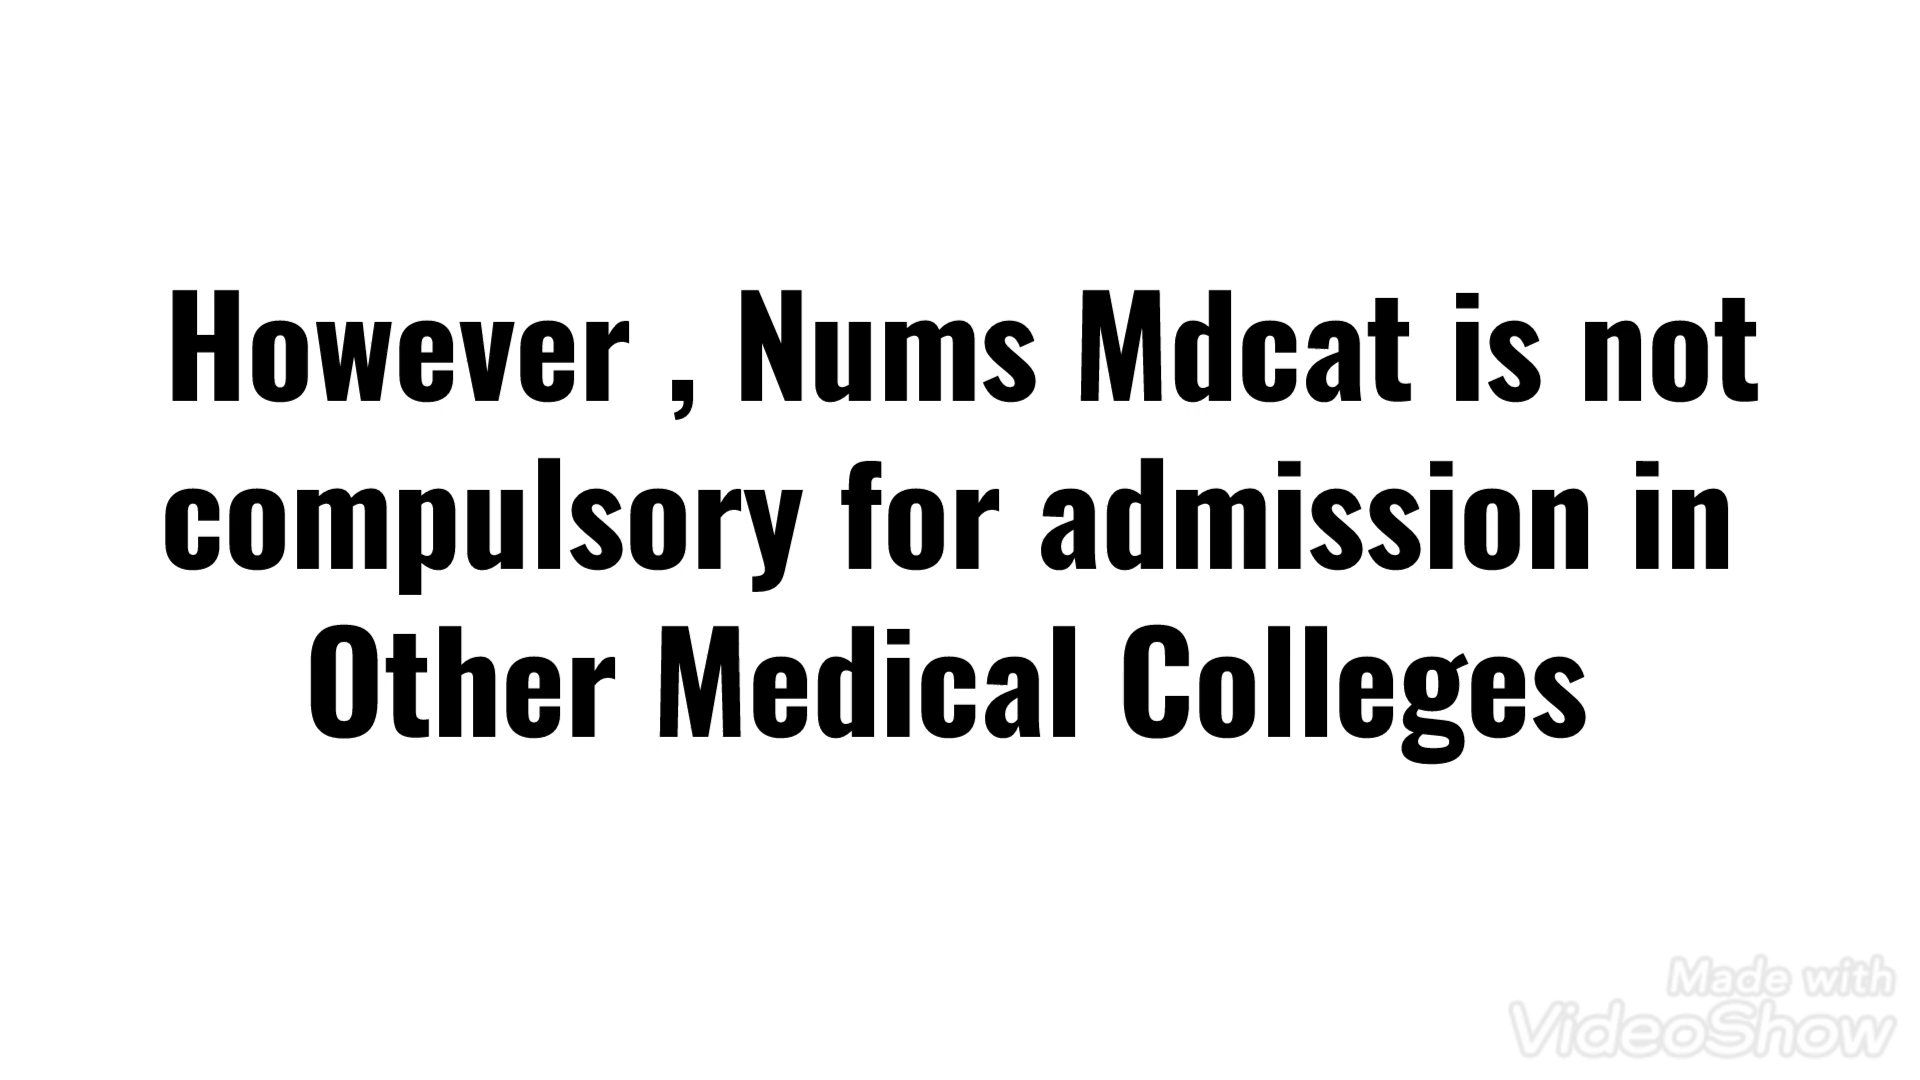 However , Nums Mdcat is not
compulsory for admission in
Other Medical Colleges
Made with
VideoShow